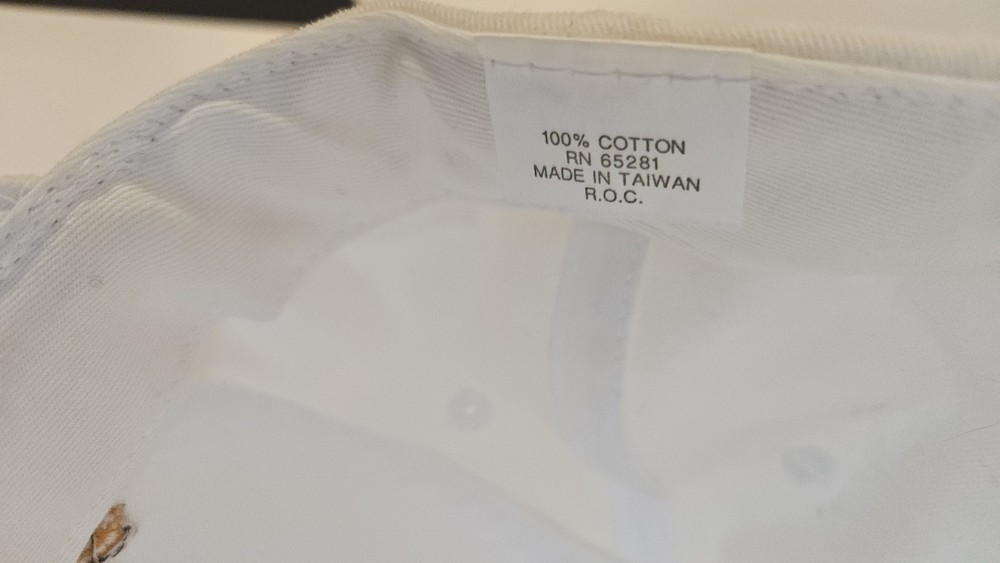 100% COTTON
RN 65281
MADE IN TAIWAN
R.O.C.